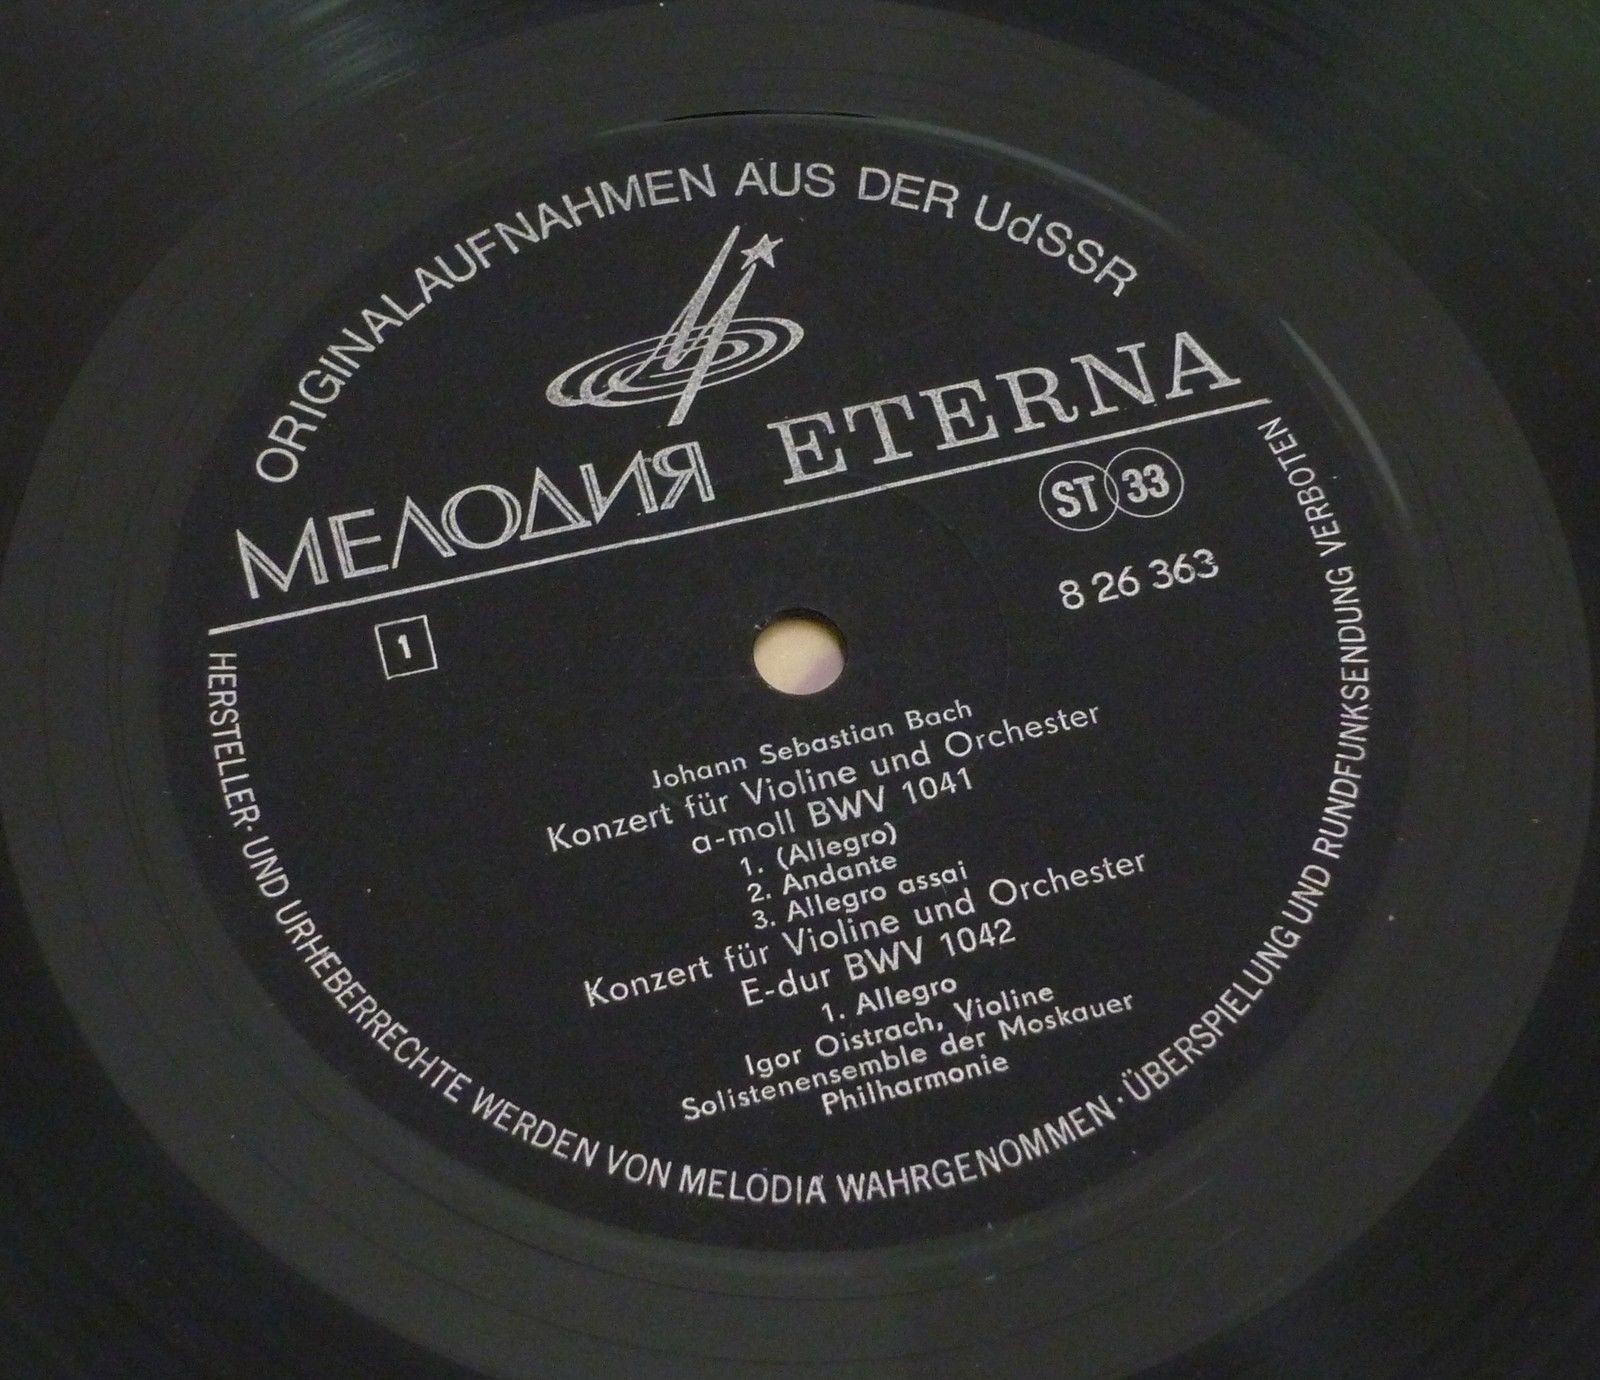 ORIGINALAUFNAHMEN AUS DER UdSSR
МЕЛОДИЯ ETERNA
ST 33
1
8 26 363
Johann Sebastian Bach
Konzert für Violine und Orchester
a-moll BWV 1041
1. (Allegro)
2. Andante
3. Allegro assai
Konzert für Violine und Orchester
E-dur BWV 1042
1. Allegro
Igor Oistrach, Violine
Solistenensemble der Moskauer
Philharmonie
HERSTELLER- UND URHEBERRECHTE WERDEN VON MELODIA WAHRGENOMMEN · ÜBERSPIELUNG UND RUNDFUNKSENDUNG VERBOTEN